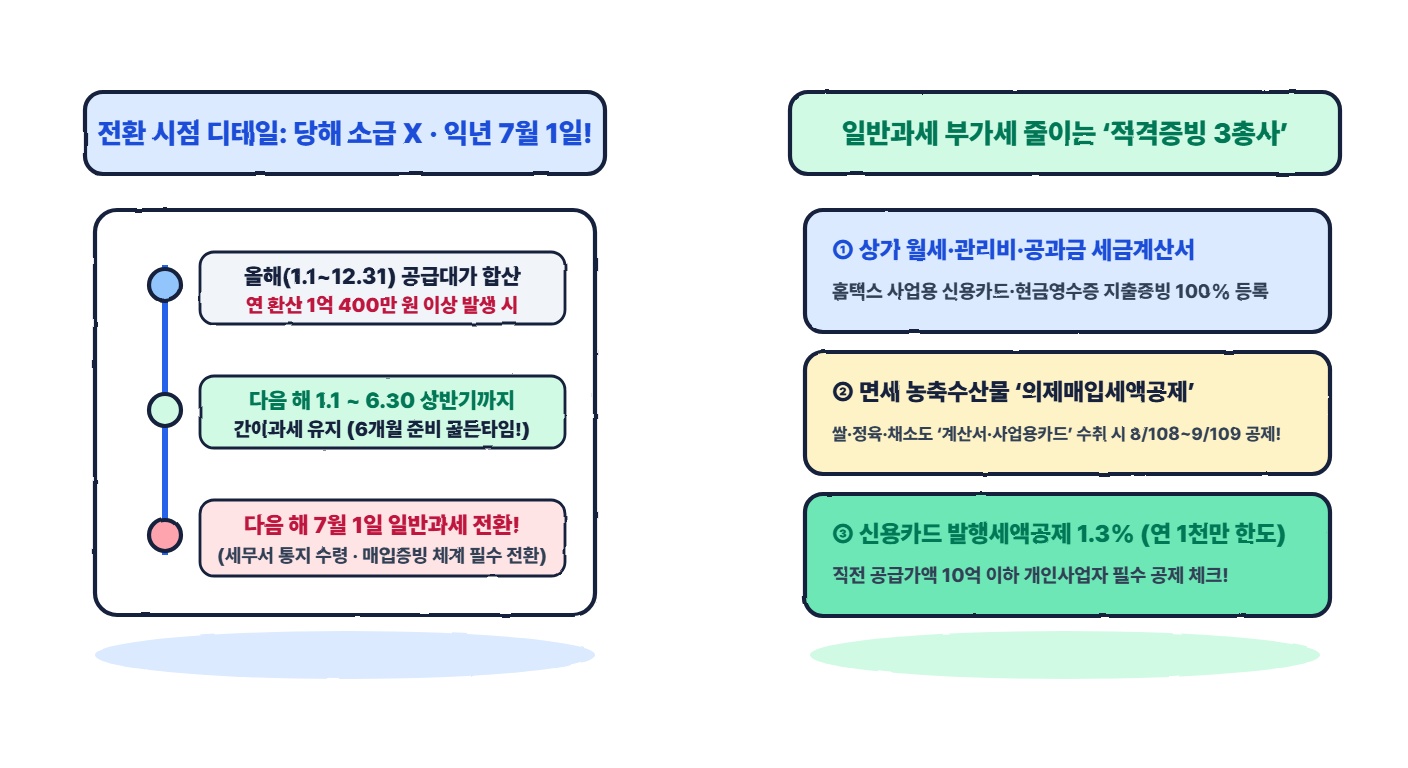 전환 시점 디테일: 당해 소급 X · 익년 7월 1일!
올해(1.1~12.31) 공급대가 합산
연 환산 1억 400만 원 이상 발생 시
다음 해 1.1 ~ 6.30 상반기까지
간이과세 유지 (6개월 준비 골든타임!)
다음 해 7월 1일 일반과세 전환!
(세무서 통지 수령 · 매입증빙 체계 필수 전환)
일반과세 부가세 줄이는 ‘적격증빙 3총사’
① 상가 월세·관리비·공과금 세금계산서
홈택스 사업용 신용카드·현금영수증 지출증빙 100% 등록
② 면세 농축수산물 ‘의제매입세액공제’
쌀·정육·채소도 ‘계산서·사업용카드’ 수취 시 8/108~9/109 공제!
③ 신용카드 발행세액공제 1.3% (연 1천만 한도)
직전 공급가액 10억 이하 개인사업자 필수 공제 체크!